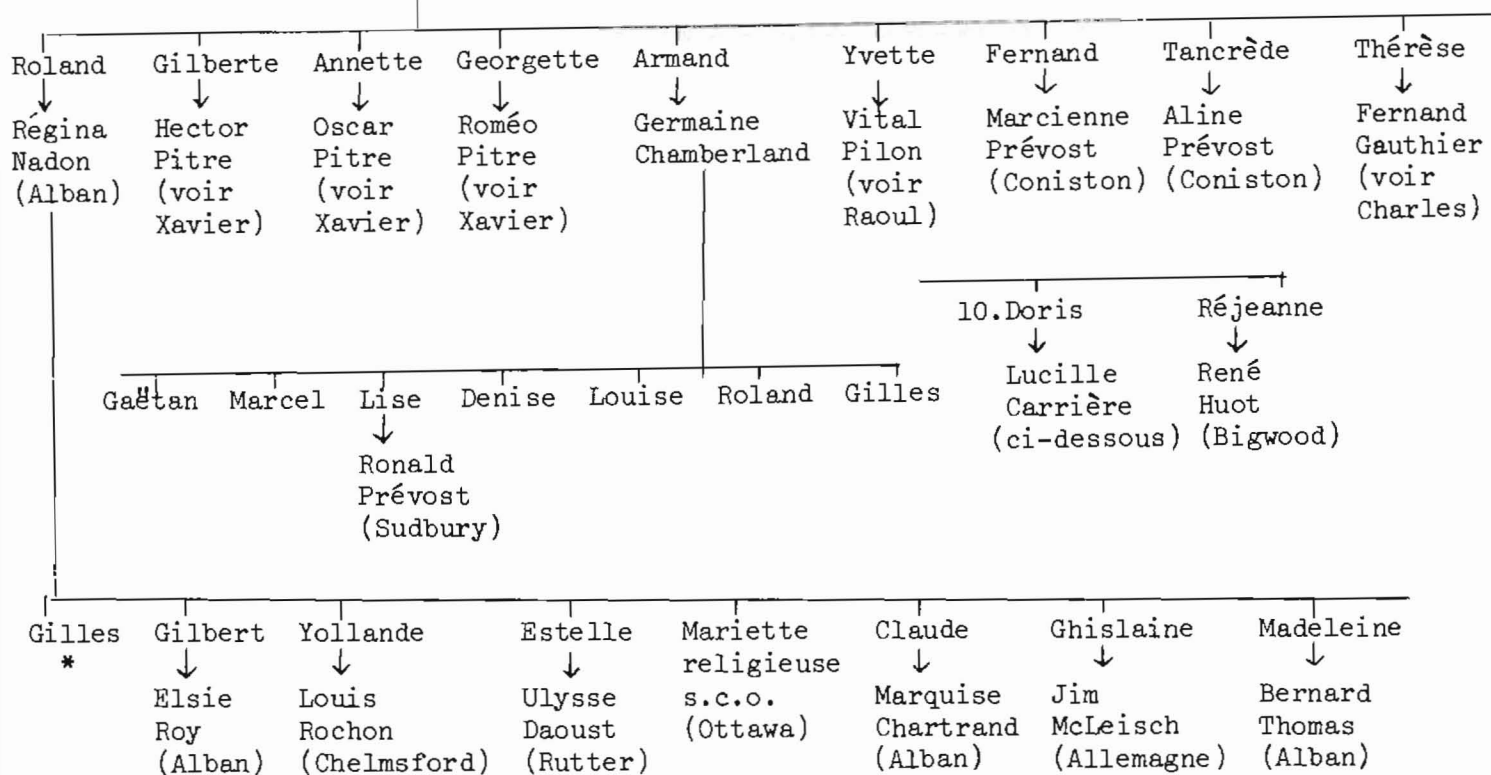 Roland Gilberte Annette Georgette Armand Yvette Fernand Tancrède Thérèse
Régina Hector Oscar Roméo Germaine Vital Marcienne Aline Fernand
Nadon Pitre Pitre Pitre Chamberland Pilon Prévost Prévost Gauthier
(Alban) (voir (voir (voir (voir (Coniston) (Coniston) (voir
Xavier) Xavier) Xavier) Raoul) Charles)
10.Doris Réjeanne
Lucille René
Carrière Huot
(ci-dessous) (Bigwood)
Gaëtan Marcel Lise Denise Louise Roland Gilles
Ronald
Prévost
(Sudbury)
Gilles Gilbert Yollande Estelle Mariette Claude Ghislaine Madeleine
* religieuse
Elsie Louis Ulysse s.c.o. Marquise Jim Bernard
Roy Rochon Daoust (Ottawa) Chartrand McLeisch Thomas
(Alban) (Chelmsford) (Rutter) (Alban) (Allemagne) (Alban)